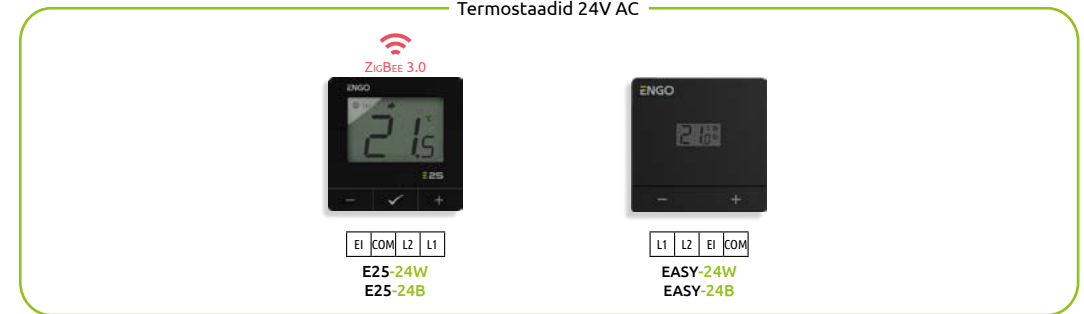 Termostaadid 24V AC
ZIGBEE 3.0
ENGO
21.5
°C
E25
EI COM L2 L1
E25-24W
E25-24B
ENGO
21.0
L1 L2 EI COM
EASY-24W
EASY-24B